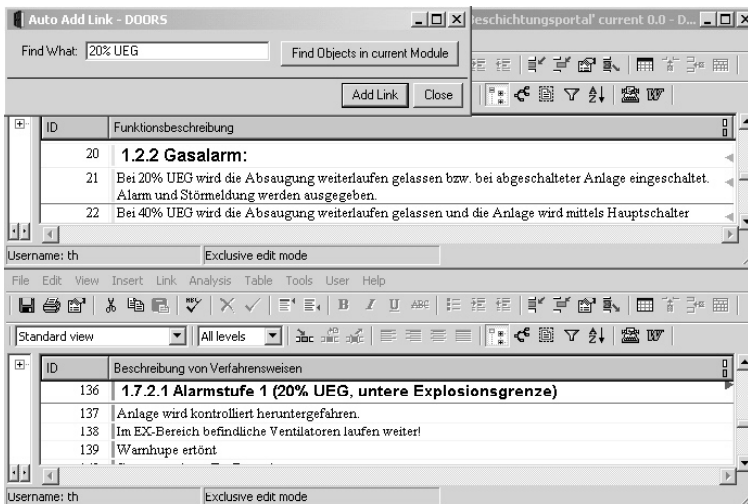 Auto Add Link - DOORS
Beschichtungsportal' current 0.0 - D...
Find What:
20% UEG
Find Objects in current Module
Add Link
Close
ID
Funktionsbeschreibung
20
1.2.2 Gasalarm:
21
Bei 20% UEG wird die Absaugung weiterlaufen gelassen bzw. bei abgeschalteter Anlage eingeschaltet.
Alarm und Störmeldung werden ausgegeben.
22
Bei 40% UEG wird die Absaugung weiterlaufen gelassen und die Anlage wird mittels Hauptschalter
Username: th
Exclusive edit mode
File Edit View Insert Link Analysis Table Tools User Help
B I U ABC
Standard view
All levels
ID
Beschreibung von Verfahrensweisen
136
1.7.2.1 Alarmstufe 1 (20% UEG, untere Explosionsgrenze)
137
Anlage wird kontrolliert heruntergefahren.
138
Im EX-Bereich befindliche Ventilatoren laufen weiter!
139
Warnhupe ertönt
Username: th
Exclusive edit mode